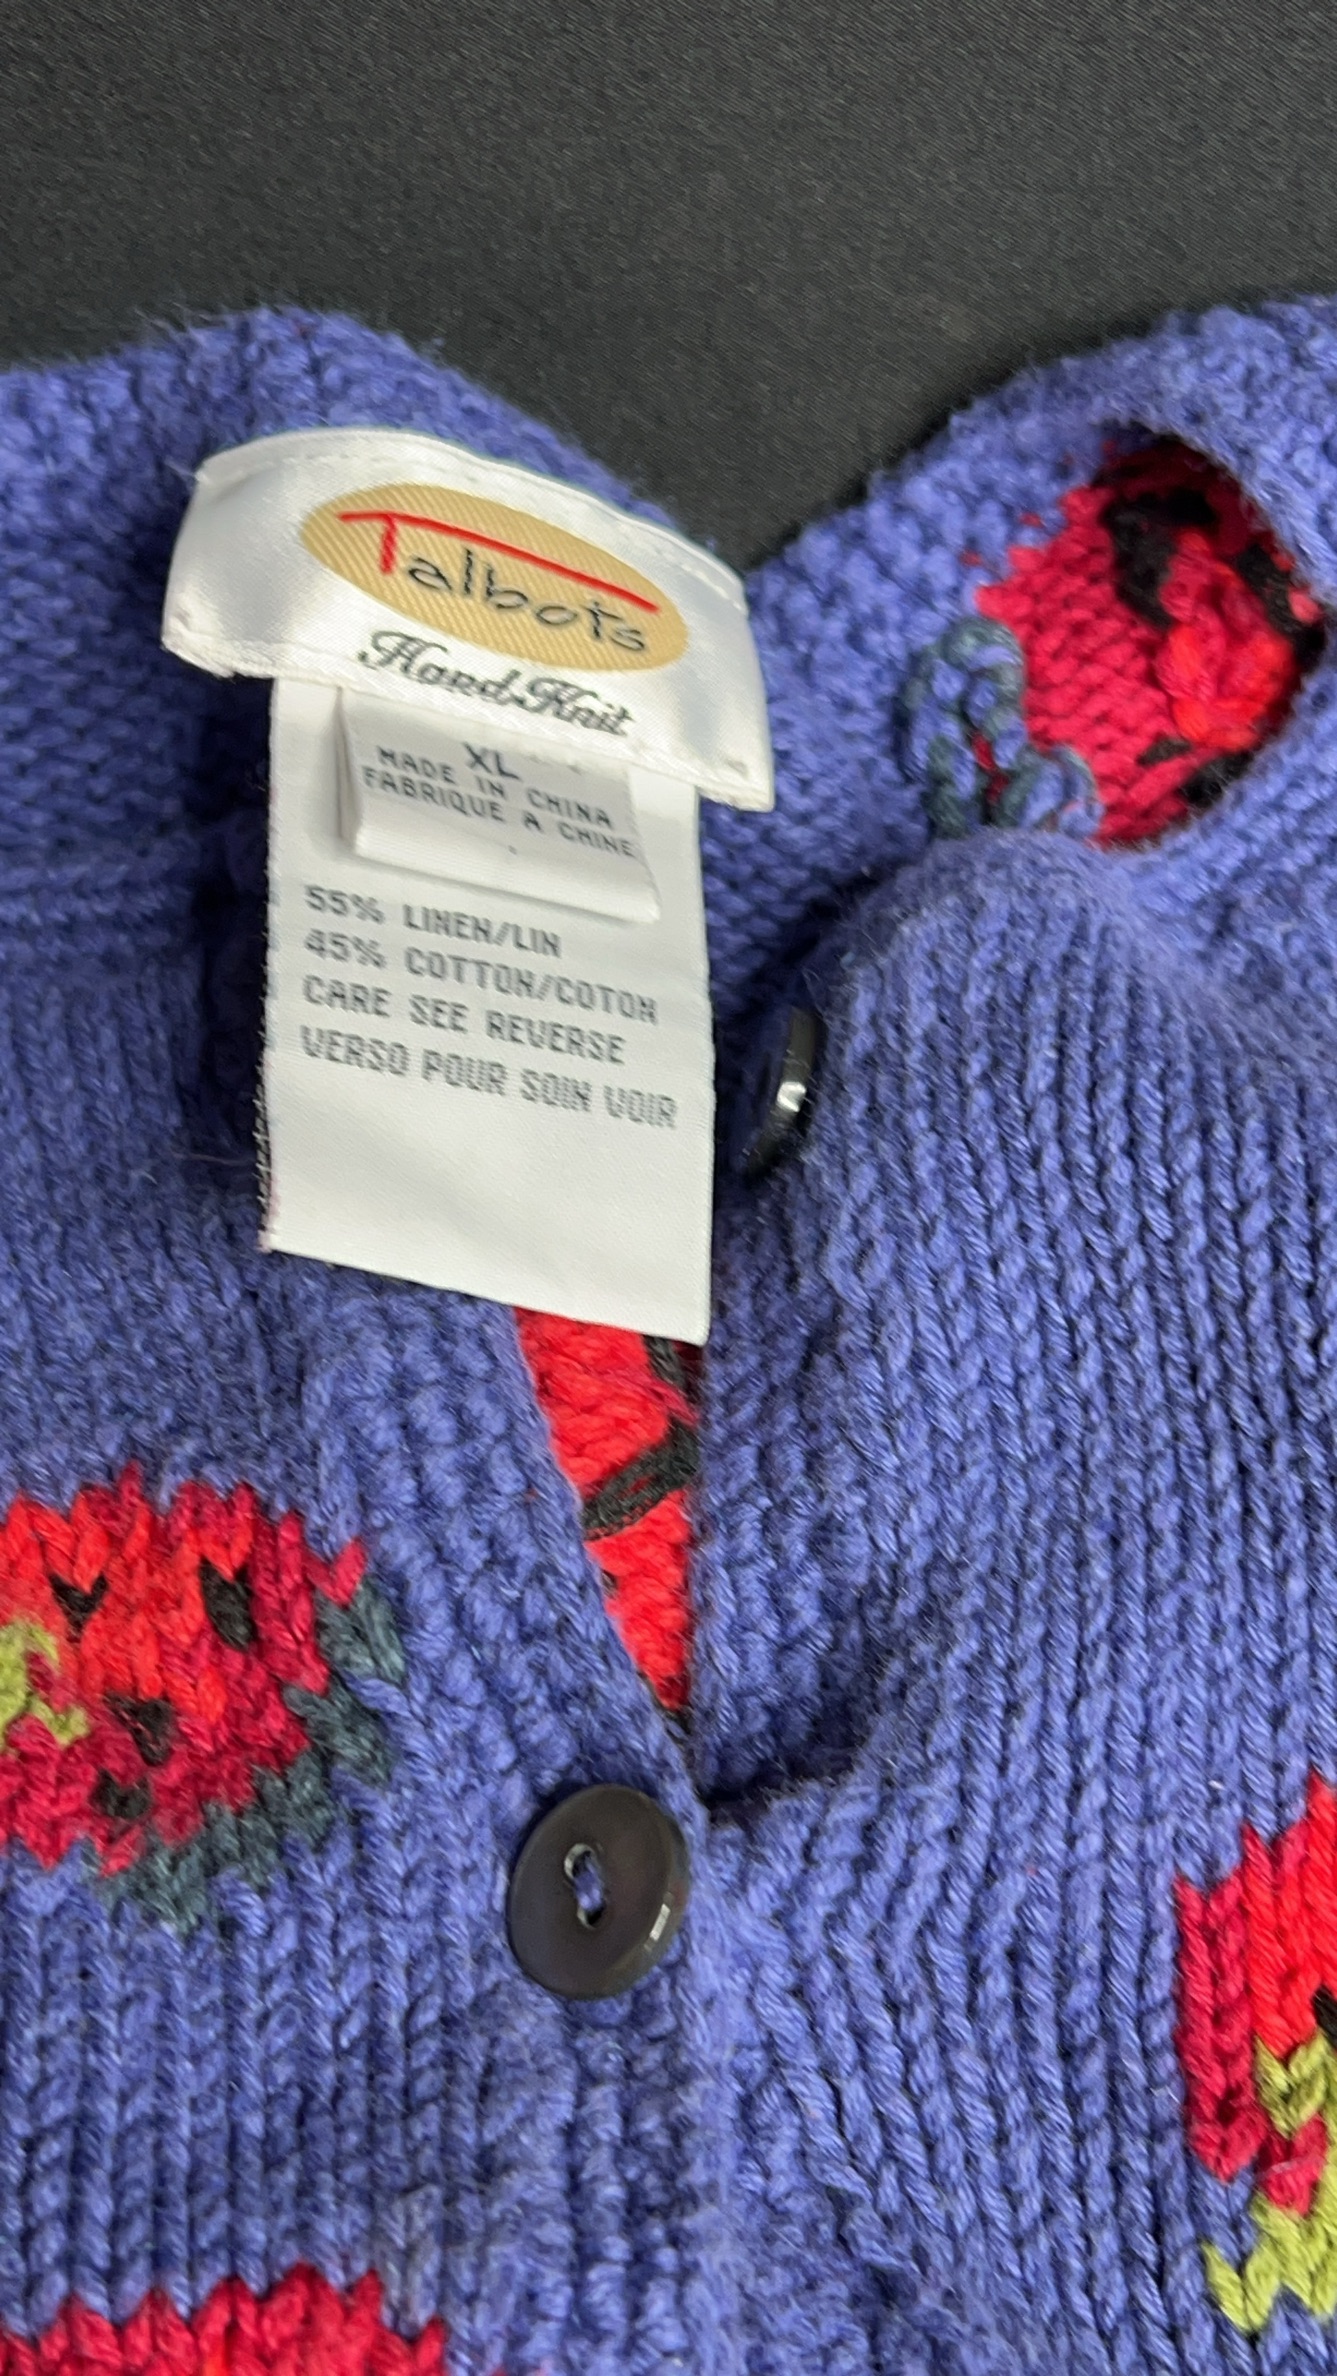 Talbots
Hand Knit
XL
MADE IN CHINA
FABRIQUE A CHINE
55% LINEN/LIN
45% COTTON/COTON
CARE SEE REVERSE
VERSO POUR SOIN VOIR